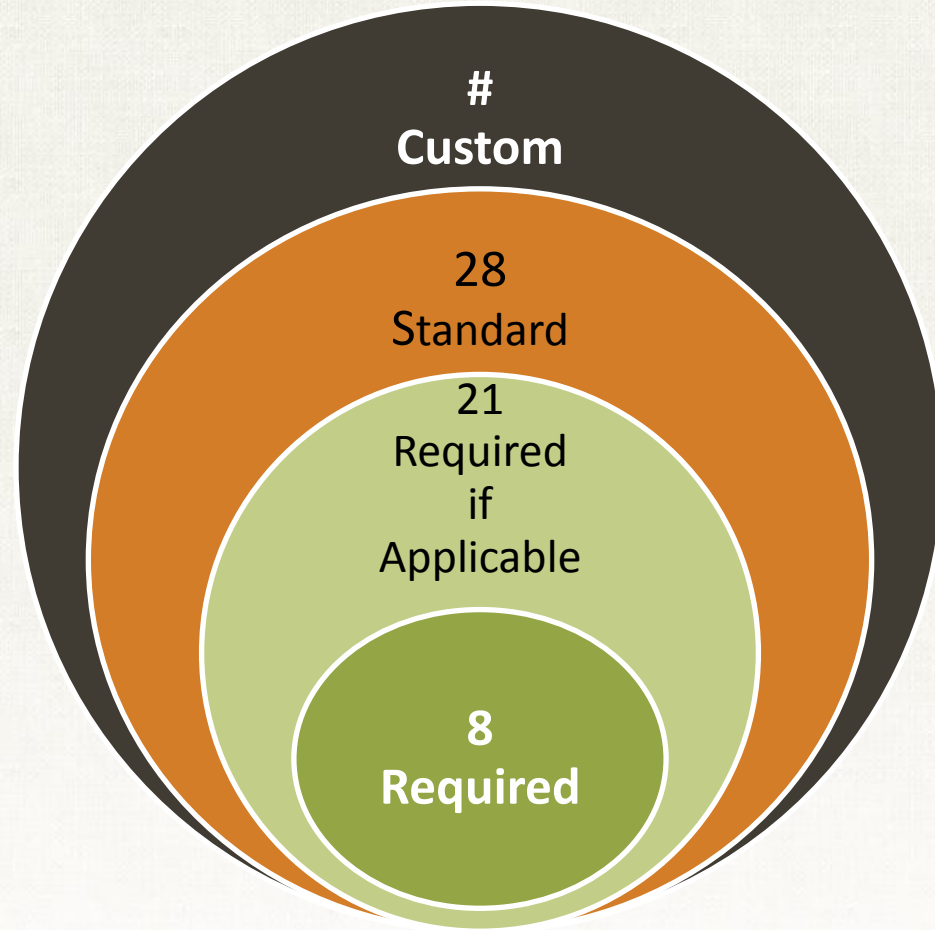 #
Custom
28
Standard
21
Required
if
Applicable
8
Required